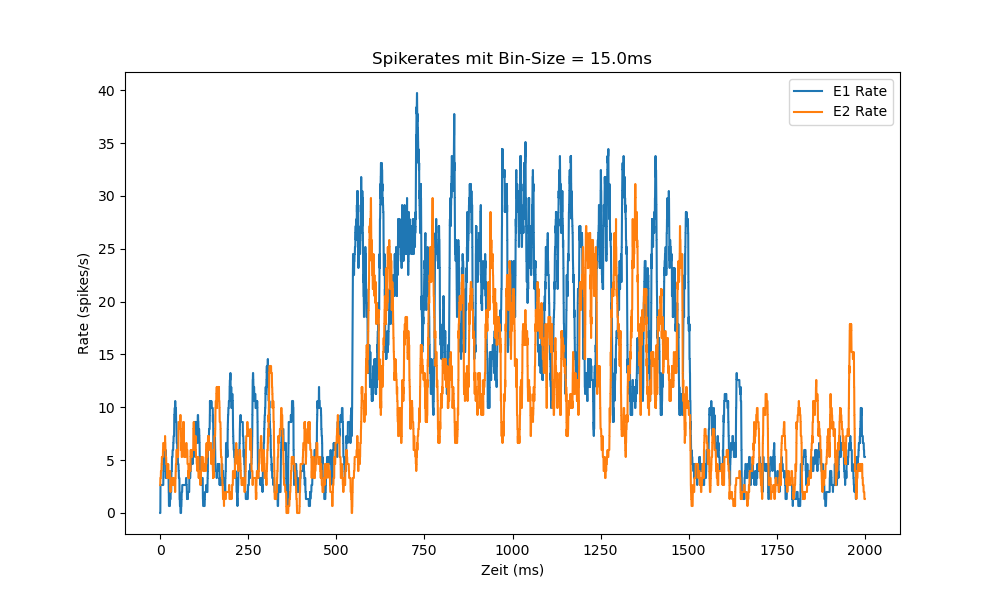 Spikerates mit Bin-Size = 15.0ms
E1 Rate
E2 Rate
40
35
30
25
20
15
10
5
0
Rate (spikes/s)
0 250 500 750 1000 1250 1500 1750 2000
Zeit (ms)